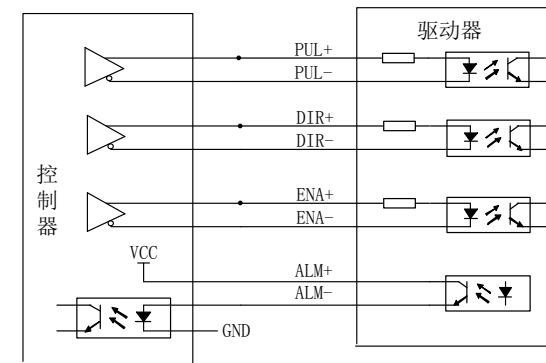 驱动器
PUL+
PUL-
DIR+
DIR-
控制器
ENA+
ENA-
VCC
ALM+
ALM-
GND